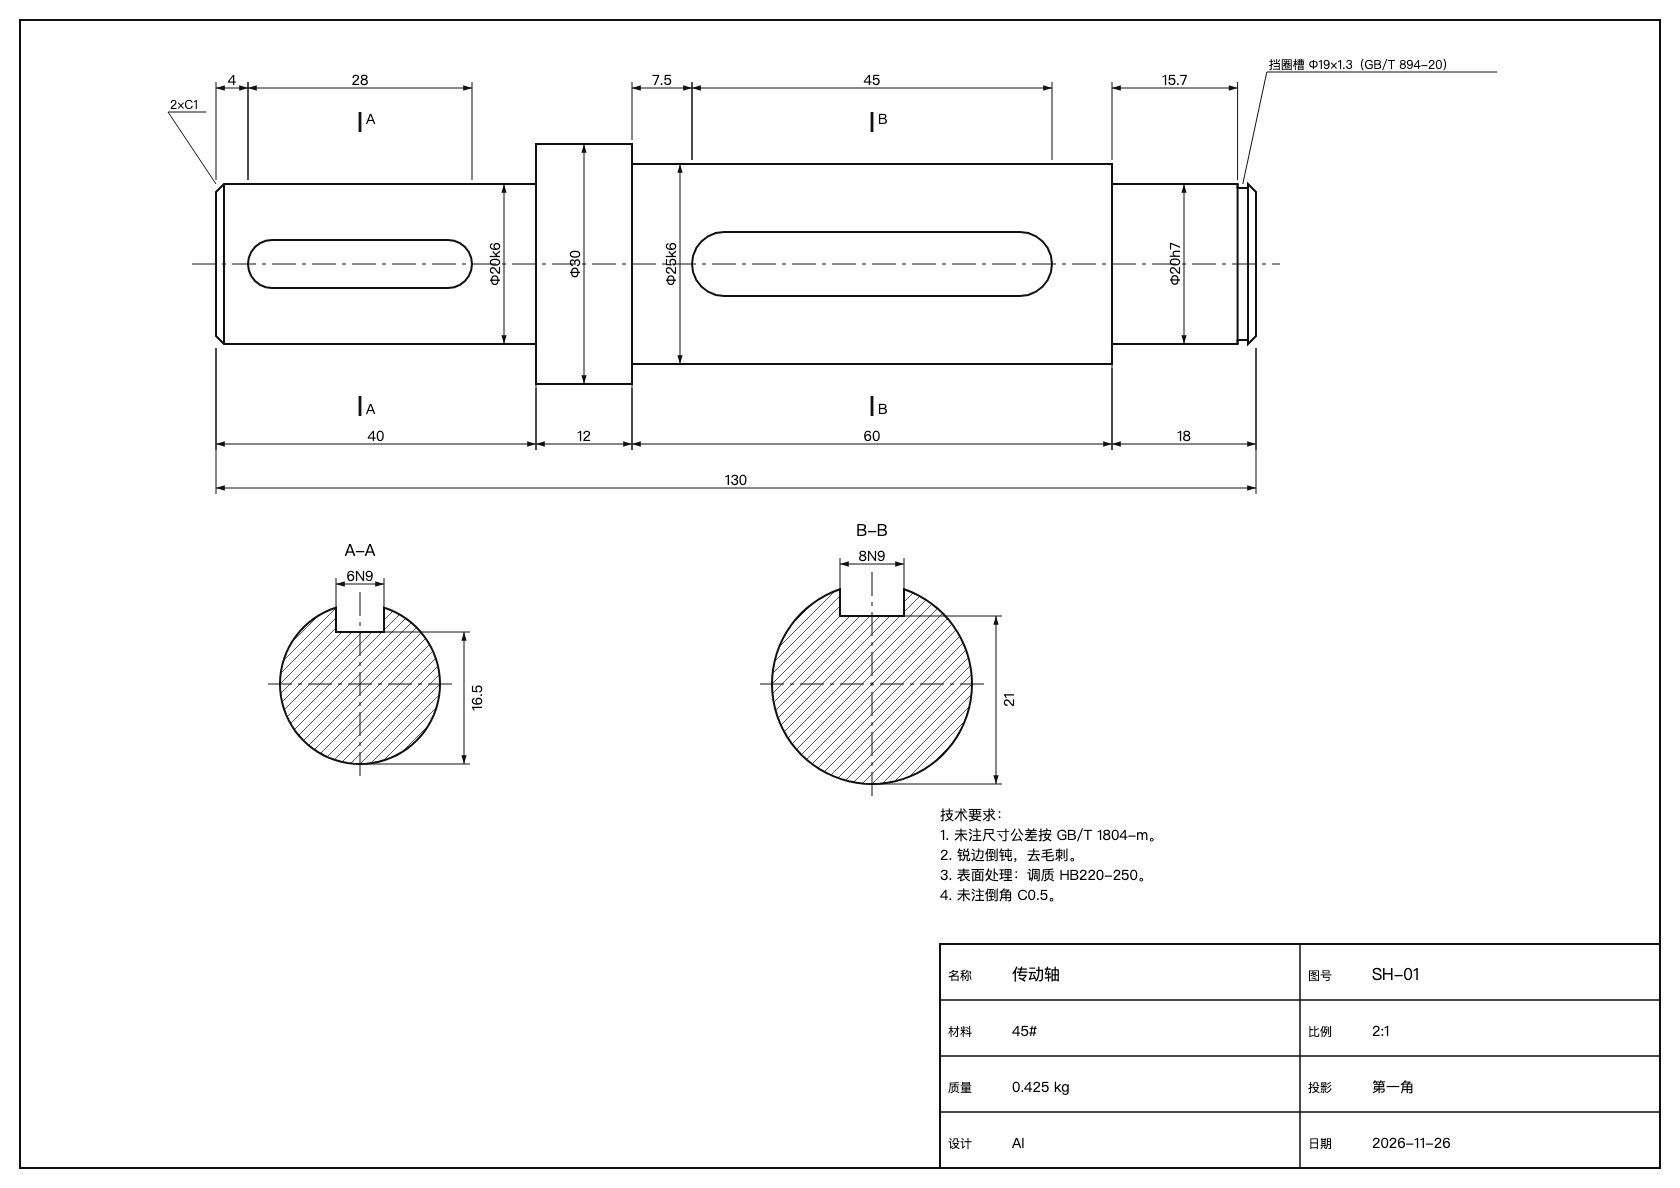 挡圈槽 Φ19×1.3（GB/T 894-20）
4
28
7.5
45
15.7
2×C1
A
B
Φ20k6
Φ30
Φ25k6
Φ20h7
A
B
40
12
60
18
130
A-A
6N9
16.5
B-B
8N9
21
技术要求：
1. 未注尺寸公差按 GB/T 1804-m。
2. 锐边倒钝，去毛刺。
3. 表面处理：调质 HB220-250。
4. 未注倒角 C0.5。
名称 传动轴 图号 SH-01
材料 45# 比例 2:1
质量 0.425 kg 投影 第一角
设计 AI 日期 2026-11-26